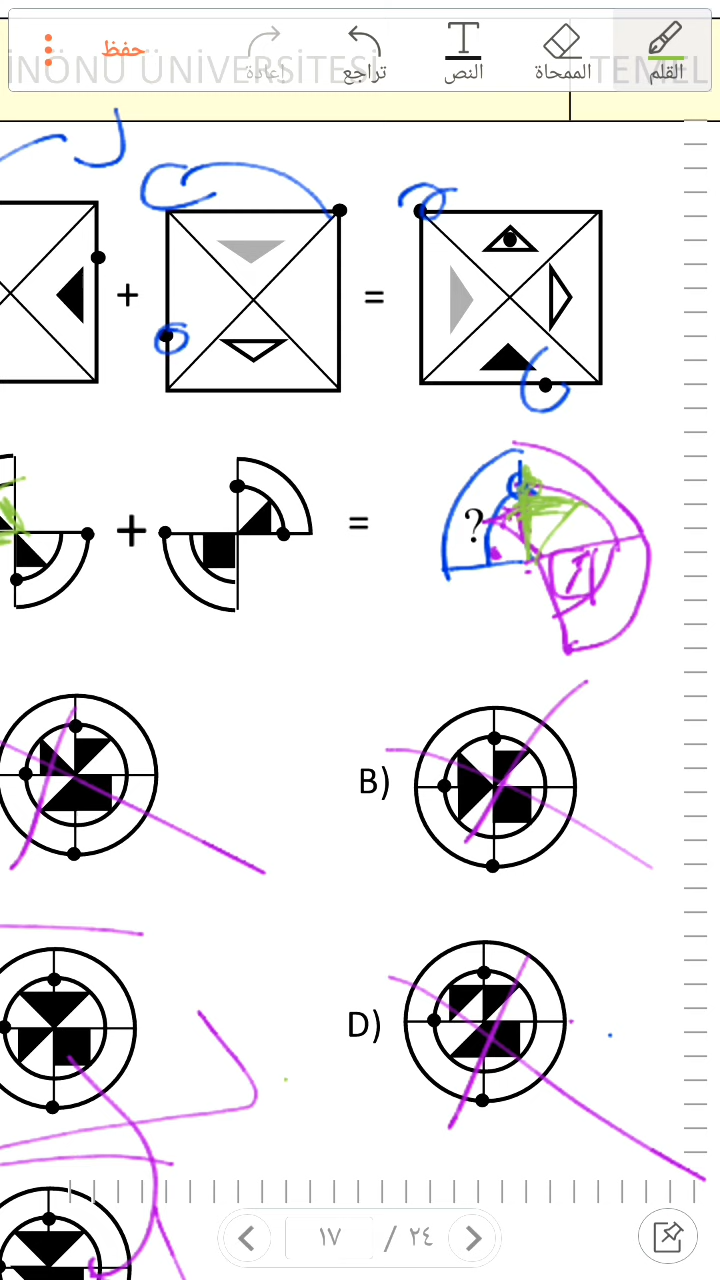 حفظ إعادة تراجع النص الممحاة القلم
İNÖNÜ ÜNİVERSİTESİ TEMEL
+ =
+ = ?
B)
D)
١٧ / ٢٤